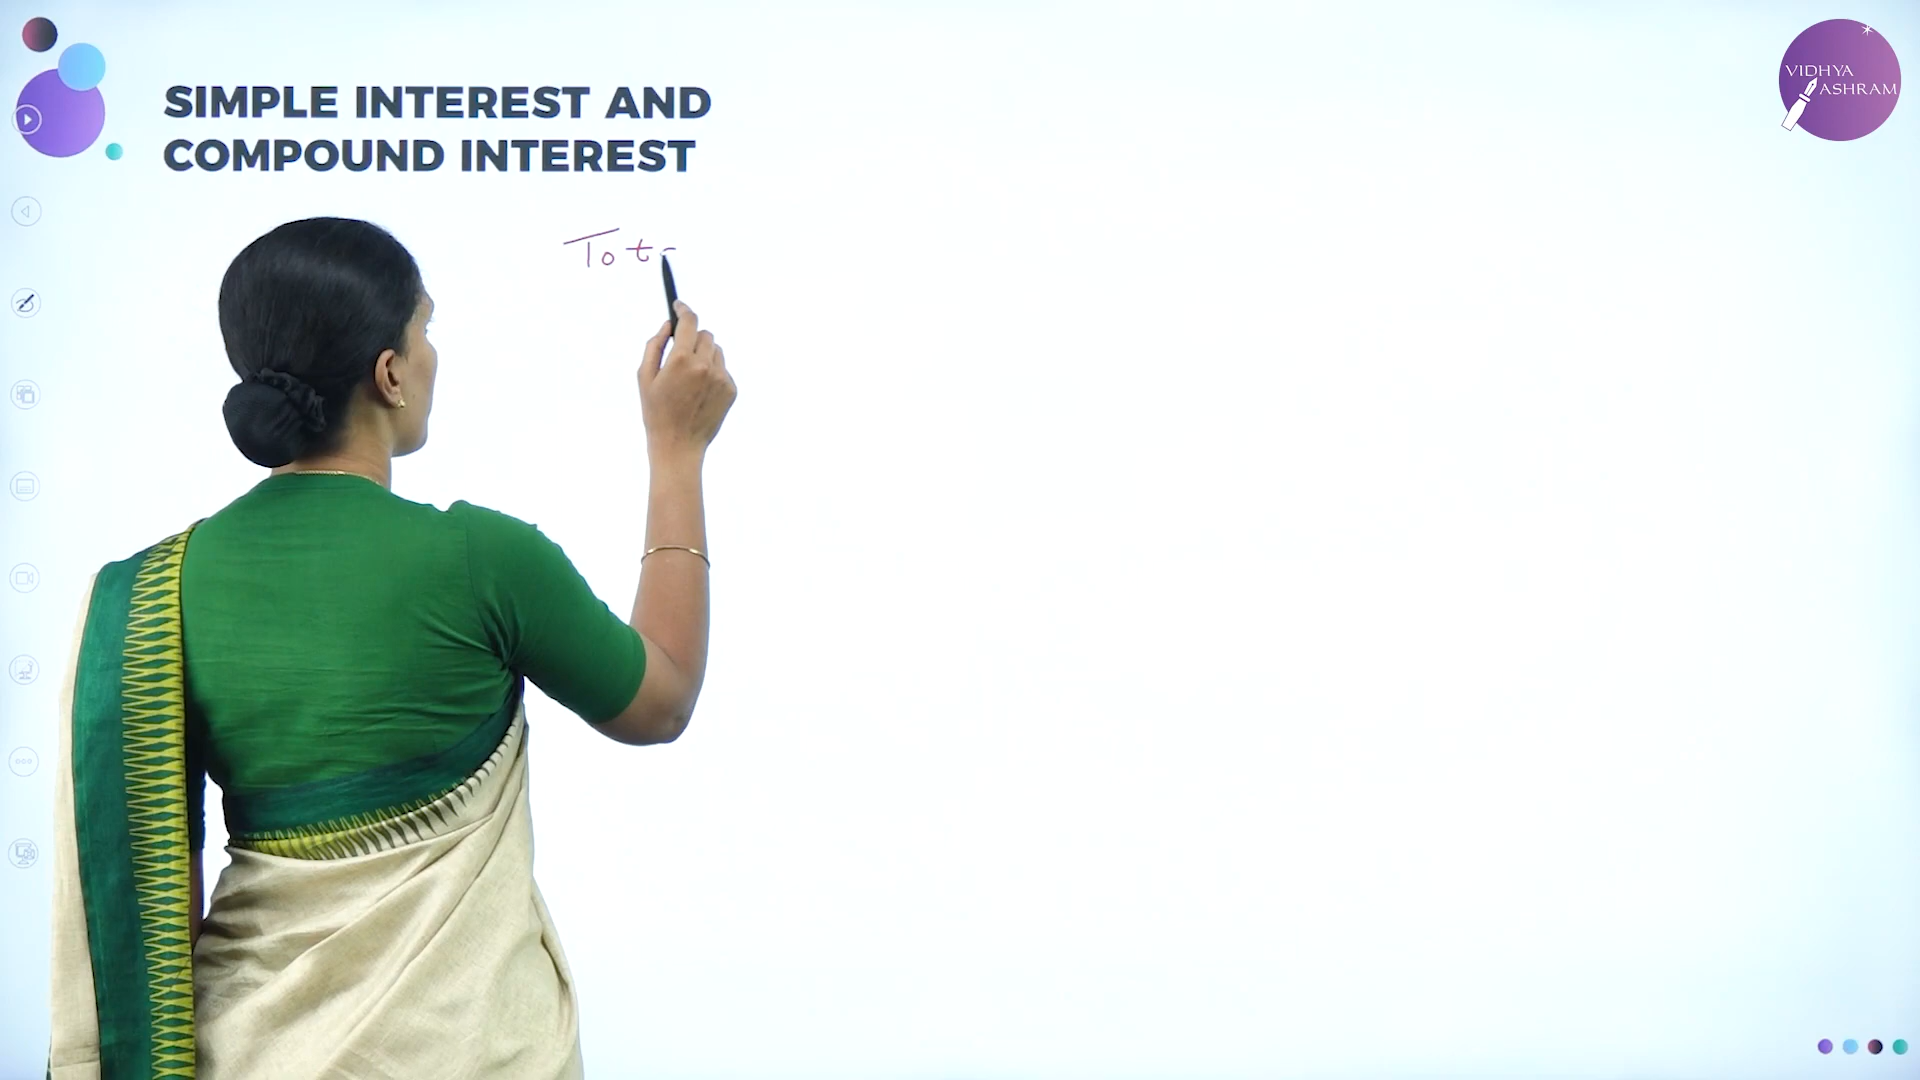 SIMPLE INTEREST AND
COMPOUND INTEREST
VIDHYA
ASHRAM
Tot